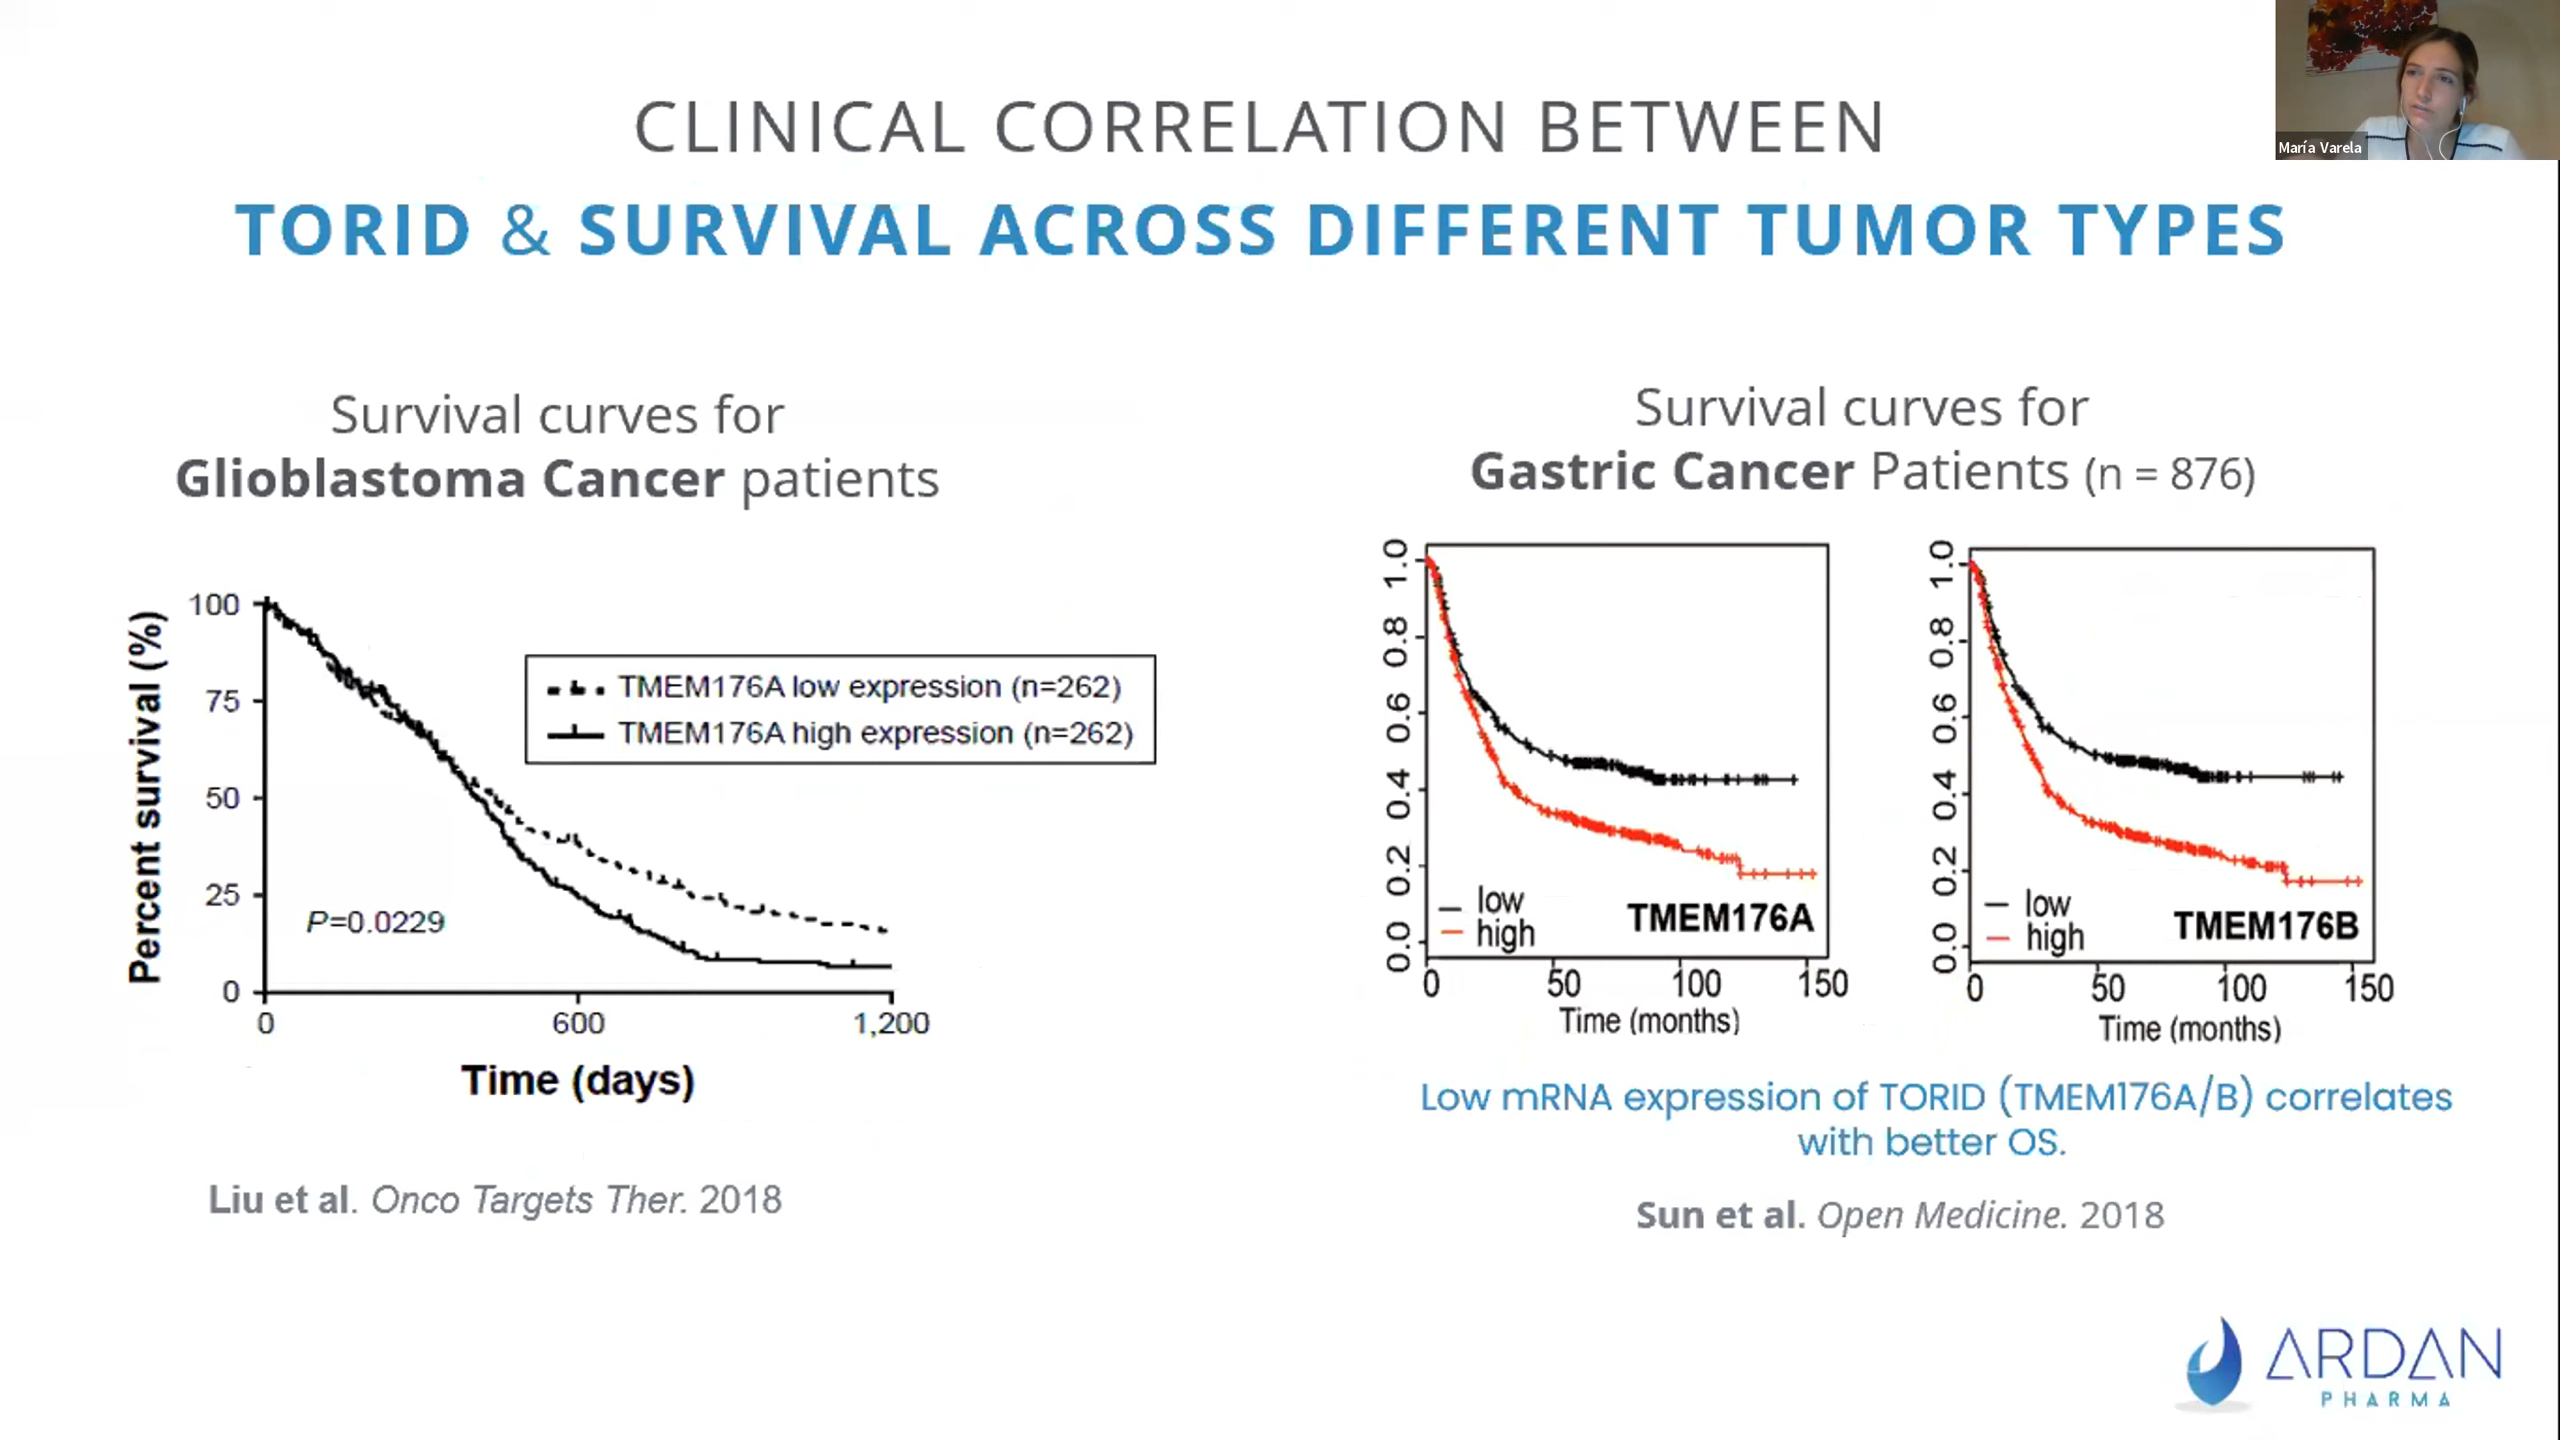 María Varela
CLINICAL CORRELATION BETWEEN
TORID & SURVIVAL ACROSS DIFFERENT TUMOR TYPES
Survival curves for
Glioblastoma Cancer patients
Percent survival (%)
100
75
50
25
0
TMEM176A low expression (n=262)
TMEM176A high expression (n=262)
P=0.0229
0 600 1,200
Time (days)
Liu et al. Onco Targets Ther. 2018
Survival curves for
Gastric Cancer Patients (n = 876)
1.0
0.8
0.6
0.4
0.2
0.0
low
high
TMEM176A
0 50 100 150
Time (months)
1.0
0.8
0.6
0.4
0.2
0.0
low
high
TMEM176B
0 50 100 150
Time (months)
Low mRNA expression of TORID (TMEM176A/B) correlates
with better OS.
Sun et al. Open Medicine. 2018
ARDAN
PHARMA